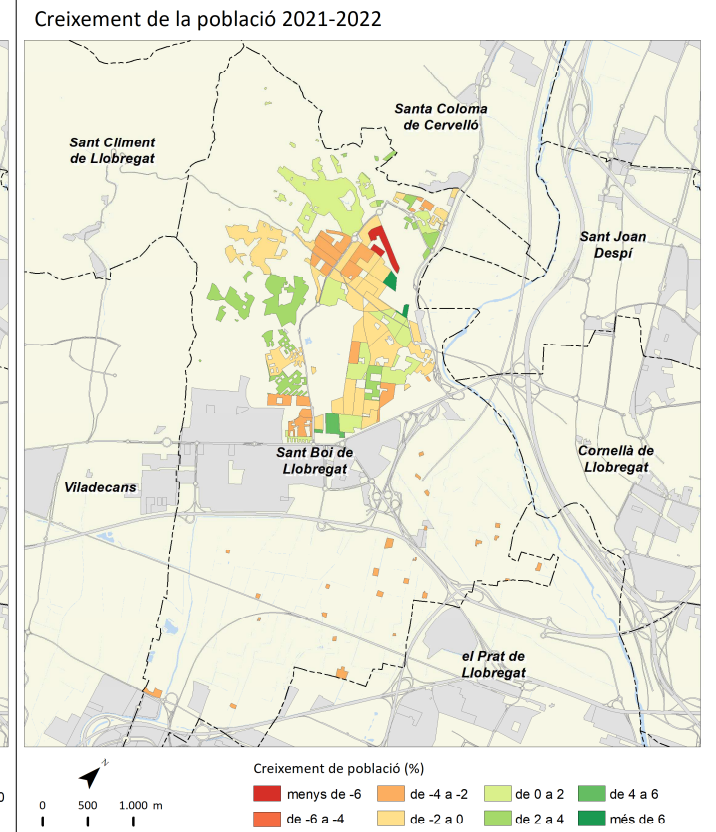 Creixement de la població 2021-2022
Santa Coloma
de Cervelló
Sant Climent
de Llobregat
Sant Joan
Despí
Sant Boi de
Llobregat
Cornellà de
Llobregat
Viladecans
el Prat de
Llobregat
N
0
0 500 1.000 m
Creixement de població (%)
menys de -6
de -4 a -2
de 0 a 2
de 4 a 6
de -6 a -4
de -2 a 0
de 2 a 4
més de 6